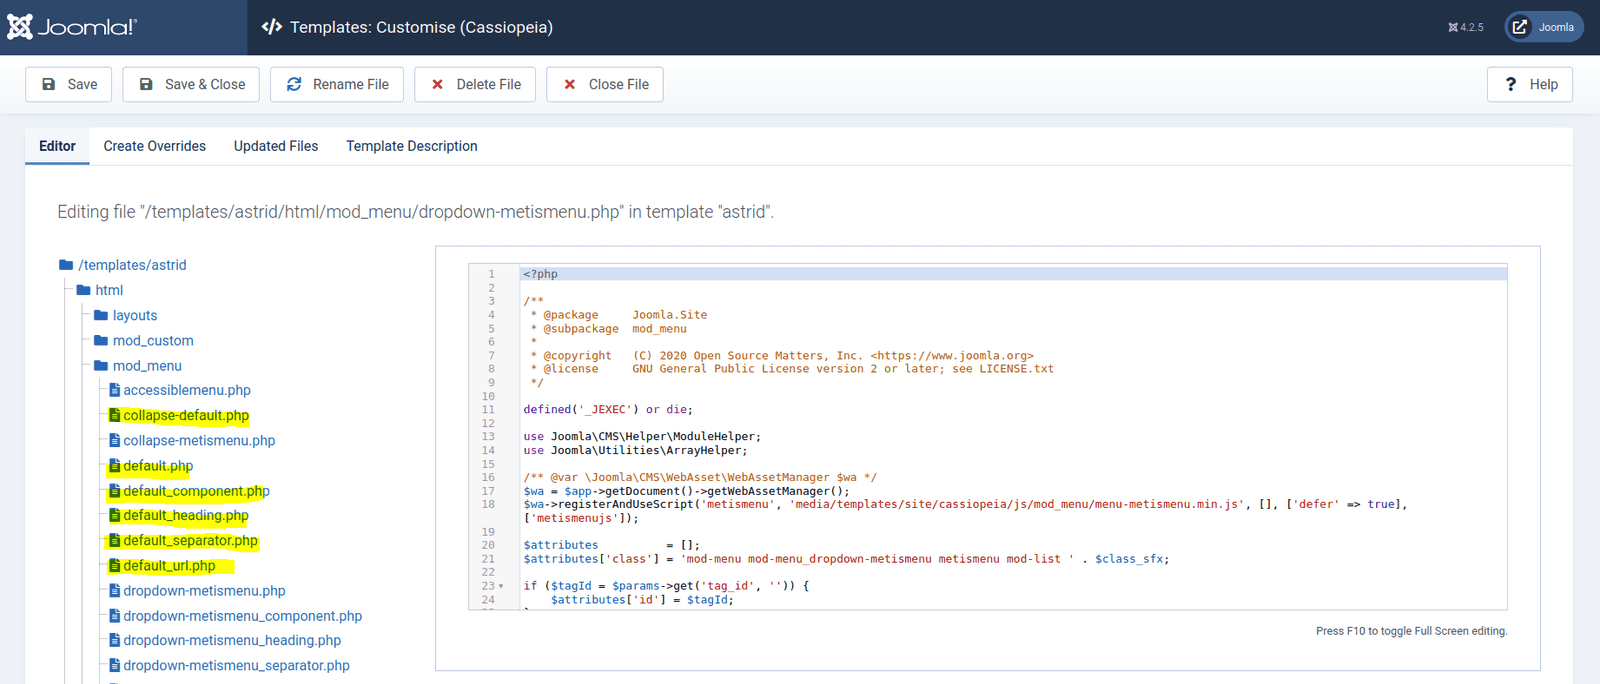 Joomla!®
</> Templates: Customise (Cassiopeia)
4.2.5
Joomla
Save
Save & Close
Rename File
Delete File
Close File
? Help
Editor
Create Overrides
Updated Files
Template Description
Editing file "/templates/astrid/html/mod_menu/dropdown-metismenu.php" in template "astrid".
/templates/astrid
html
layouts
mod_custom
mod_menu
accessiblemenu.php
collapse-default.php
collapse-metismenu.php
default.php
default_component.php
default_heading.php
default_separator.php
default_url.php
dropdown-metismenu.php
dropdown-metismenu_component.php
dropdown-metismenu_heading.php
dropdown-metismenu_separator.php
1 <?php
2
3 /**
4 * @package Joomla.Site
5 * @subpackage mod_menu
6 *
7 * @copyright (C) 2020 Open Source Matters, Inc. <https://www.joomla.org>
8 * @license GNU General Public License version 2 or later; see LICENSE.txt
9 */
10
11 defined('_JEXEC') or die;
12
13 use Joomla\CMS\Helper\ModuleHelper;
14 use Joomla\Utilities\ArrayHelper;
15
16 /** @var \Joomla\CMS\WebAsset\WebAssetManager $wa */
17 $wa = $app->getDocument()->getWebAssetManager();
18 $wa->registerAndUseScript('metismenu', 'media/templates/site/cassiopeia/js/mod_menu/menu-metismenu.min.js', [], ['defer' => true],
['metismenujs']);
19
20 $attributes = [];
21 $attributes['class'] = 'mod-menu mod-menu_dropdown-metismenu metismenu mod-list ' . $class_sfx;
22
23 if ($tagId = $params->get('tag_id', '')) {
24 $attributes['id'] = $tagId;
Press F10 to toggle Full Screen editing.